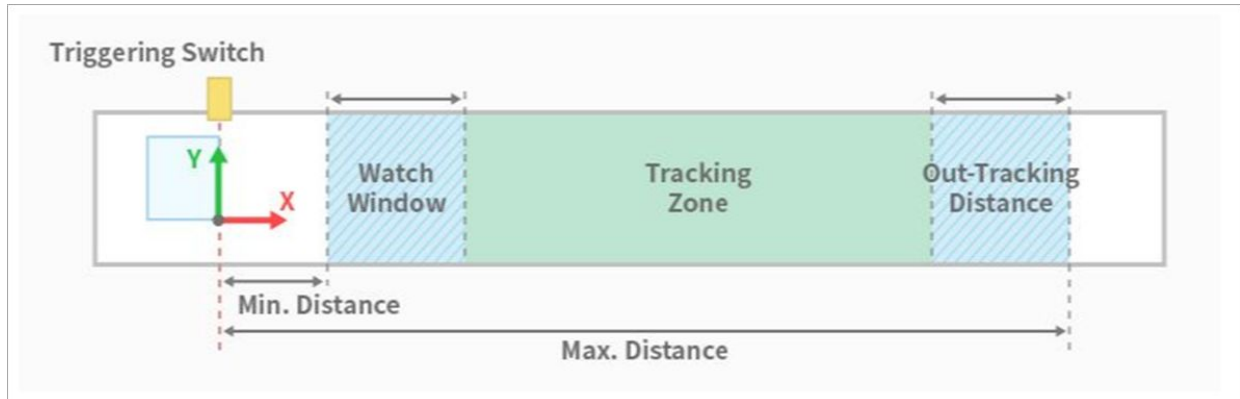 Triggering Switch
Y
X
Watch
Window
Tracking
Zone
Out-Tracking
Distance
Min. Distance
Max. Distance